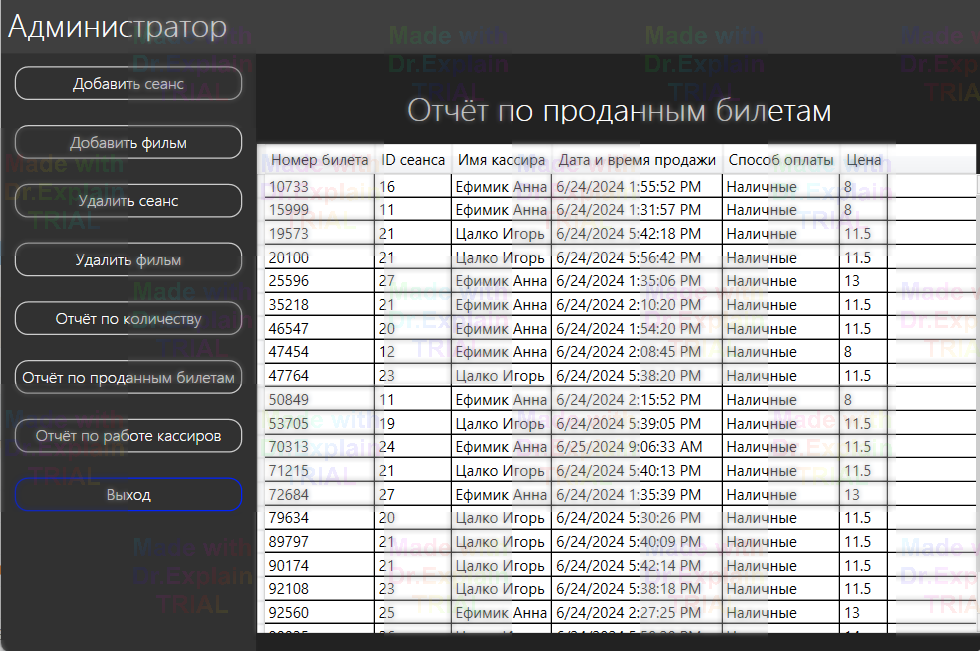 Администратор
Добавить сеанс
Добавить фильм
Удалить сеанс
Удалить фильм
Отчёт по количеству
Отчёт по проданным билетам
Отчёт по работе кассиров
Выход
Отчёт по проданным билетам
Номер билета ID сеанса Имя кассира Дата и время продажи Способ оплаты Цена
10733 16 Ефимик Анна 6/24/2024 1:55:52 PM Наличные 8
15999 11 Ефимик Анна 6/24/2024 1:31:57 PM Наличные 8
19573 21 Цалко Игорь 6/24/2024 5:42:18 PM Наличные 11.5
20100 21 Цалко Игорь 6/24/2024 5:56:42 PM Наличные 11.5
25596 27 Ефимик Анна 6/24/2024 1:35:06 PM Наличные 13
35218 21 Ефимик Анна 6/24/2024 2:10:20 PM Наличные 11.5
46547 20 Ефимик Анна 6/24/2024 1:54:20 PM Наличные 11.5
47454 12 Ефимик Анна 6/24/2024 2:08:45 PM Наличные 8
47764 23 Цалко Игорь 6/24/2024 5:38:20 PM Наличные 11.5
50849 11 Ефимик Анна 6/24/2024 2:15:52 PM Наличные 8
53705 19 Цалко Игорь 6/24/2024 5:39:05 PM Наличные 11.5
70313 24 Ефимик Анна 6/25/2024 9:06:33 AM Наличные 11.5
71215 21 Цалко Игорь 6/24/2024 5:40:13 PM Наличные 11.5
72684 27 Ефимик Анна 6/24/2024 1:35:39 PM Наличные 13
79634 20 Цалко Игорь 6/24/2024 5:30:26 PM Наличные 11.5
89797 21 Цалко Игорь 6/24/2024 5:40:09 PM Наличные 11.5
90174 21 Цалко Игорь 6/24/2024 5:42:14 PM Наличные 11.5
92108 23 Цалко Игорь 6/24/2024 5:38:18 PM Наличные 11.5
92560 25 Ефимик Анна 6/24/2024 2:27:25 PM Наличные 13
Made with
Dr.Explain
TRIAL